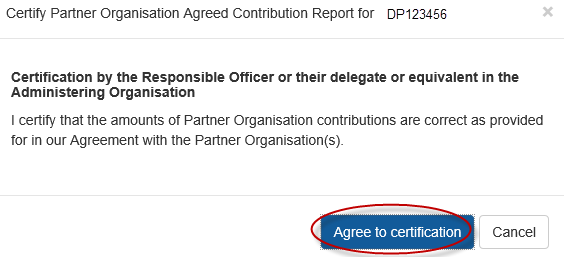 Certify Partner Organisation Agreed Contribution Report for DP123456 ×
Certification by the Responsible Officer or their delegate or equivalent in the
Administering Organisation
I certify that the amounts of Partner Organisation contributions are correct as provided
for in our Agreement with the Partner Organisation(s).
Agree to certification Cancel